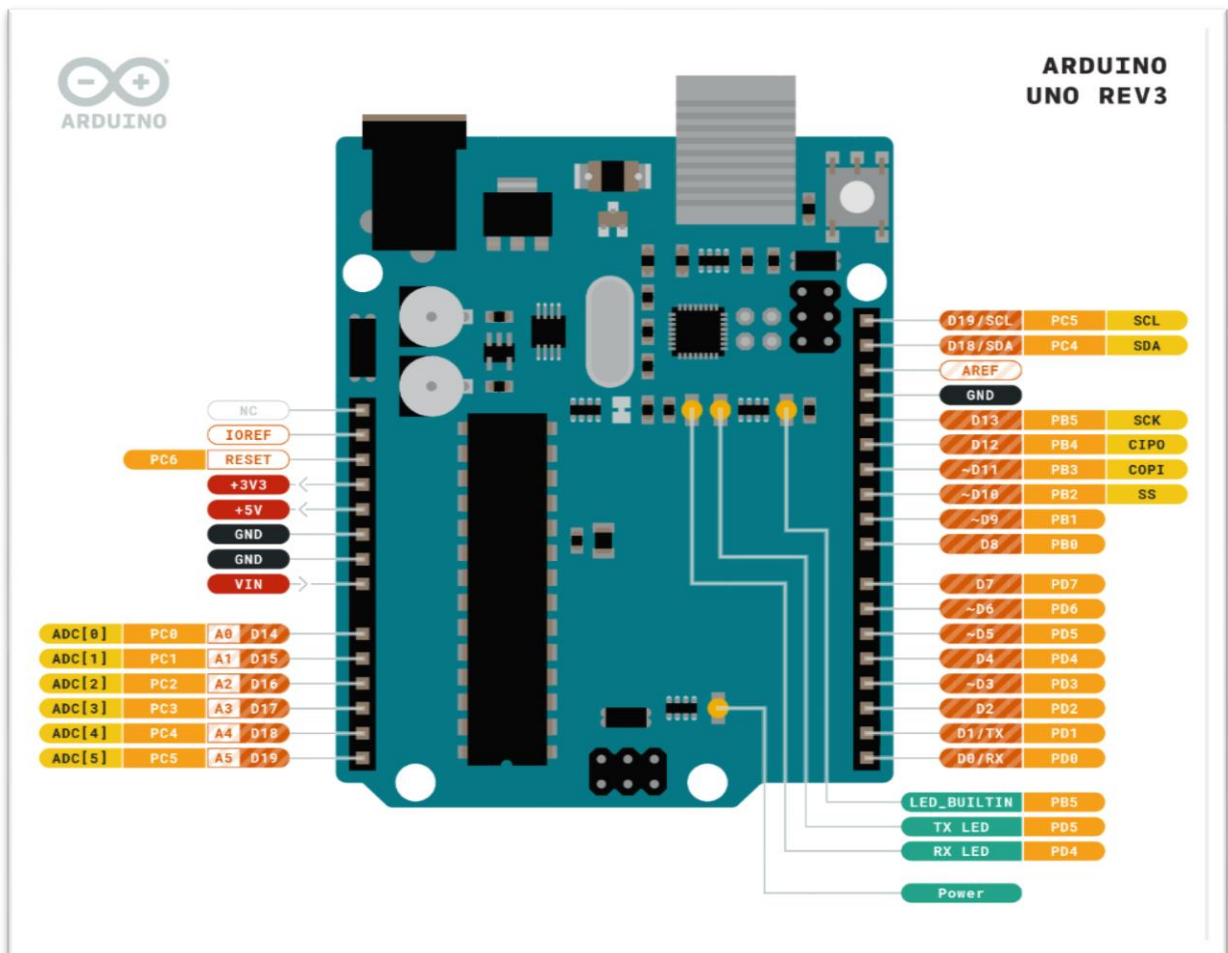 ARDUINO
ARDUINO
UNO REV3
NC
IOREF
PC6 RESET
+3V3
+5V
GND
GND
VIN
ADC[0] PC0 A0 D14
ADC[1] PC1 A1 D15
ADC[2] PC2 A2 D16
ADC[3] PC3 A3 D17
ADC[4] PC4 A4 D18
ADC[5] PC5 A5 D19
D19/SCL PC5 SCL
D18/SDA PC4 SDA
AREF
GND
D13 PB5 SCK
D12 PB4 CIPO
~D11 PB3 COPI
~D10 PB2 SS
~D9 PB1
D8 PB0
D7 PD7
~D6 PD6
~D5 PD5
D4 PD4
~D3 PD3
D2 PD2
D1/TX PD1
D0/RX PD0
LED_BUILTIN PB5
TX LED PD5
RX LED PD4
Power